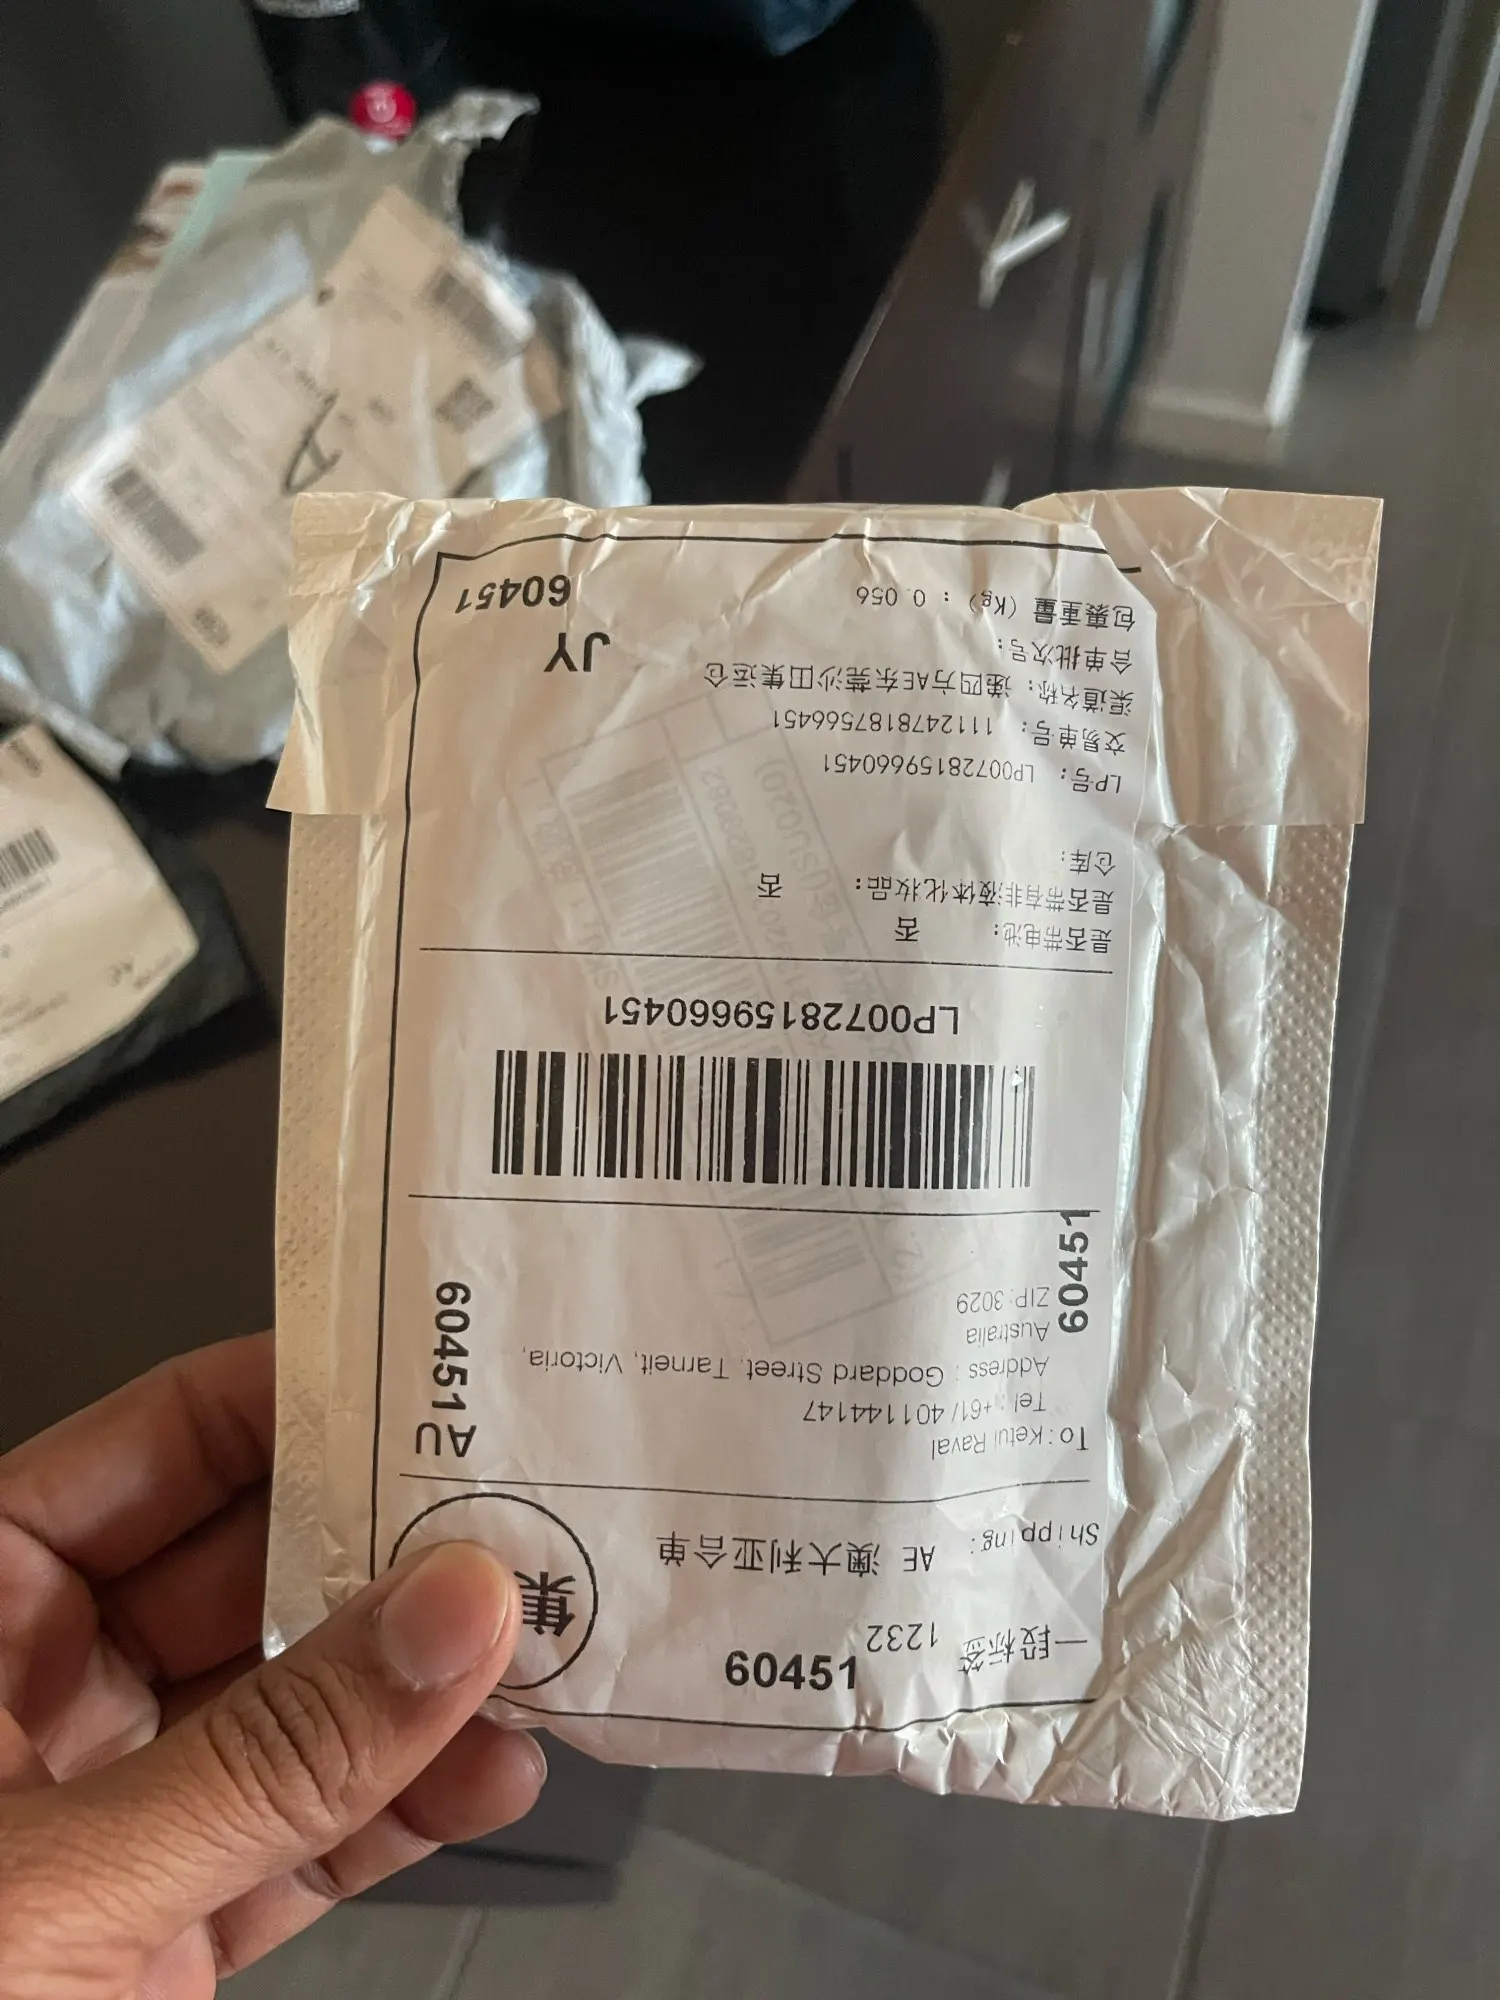 一段标签 1232
60451
集
Shipping: AE 澳大利亚合单
To: Ketul Raval
Tel : +61/ 401144147
Address : Goddard Street, Tarneit, Victoria,
Australia
ZIP: 3029
60451
60451 AU
LP00728159660451
是否带电池: 否
是否带有非液体化妆品: 否
仓库:
LP号: LP00728159660451
交易单号: 1112478187566451
渠道名称: 递四方AE东莞沙田集运仓
合单批次号:
包裹重量 (Kg) : 0.056
JY
60451